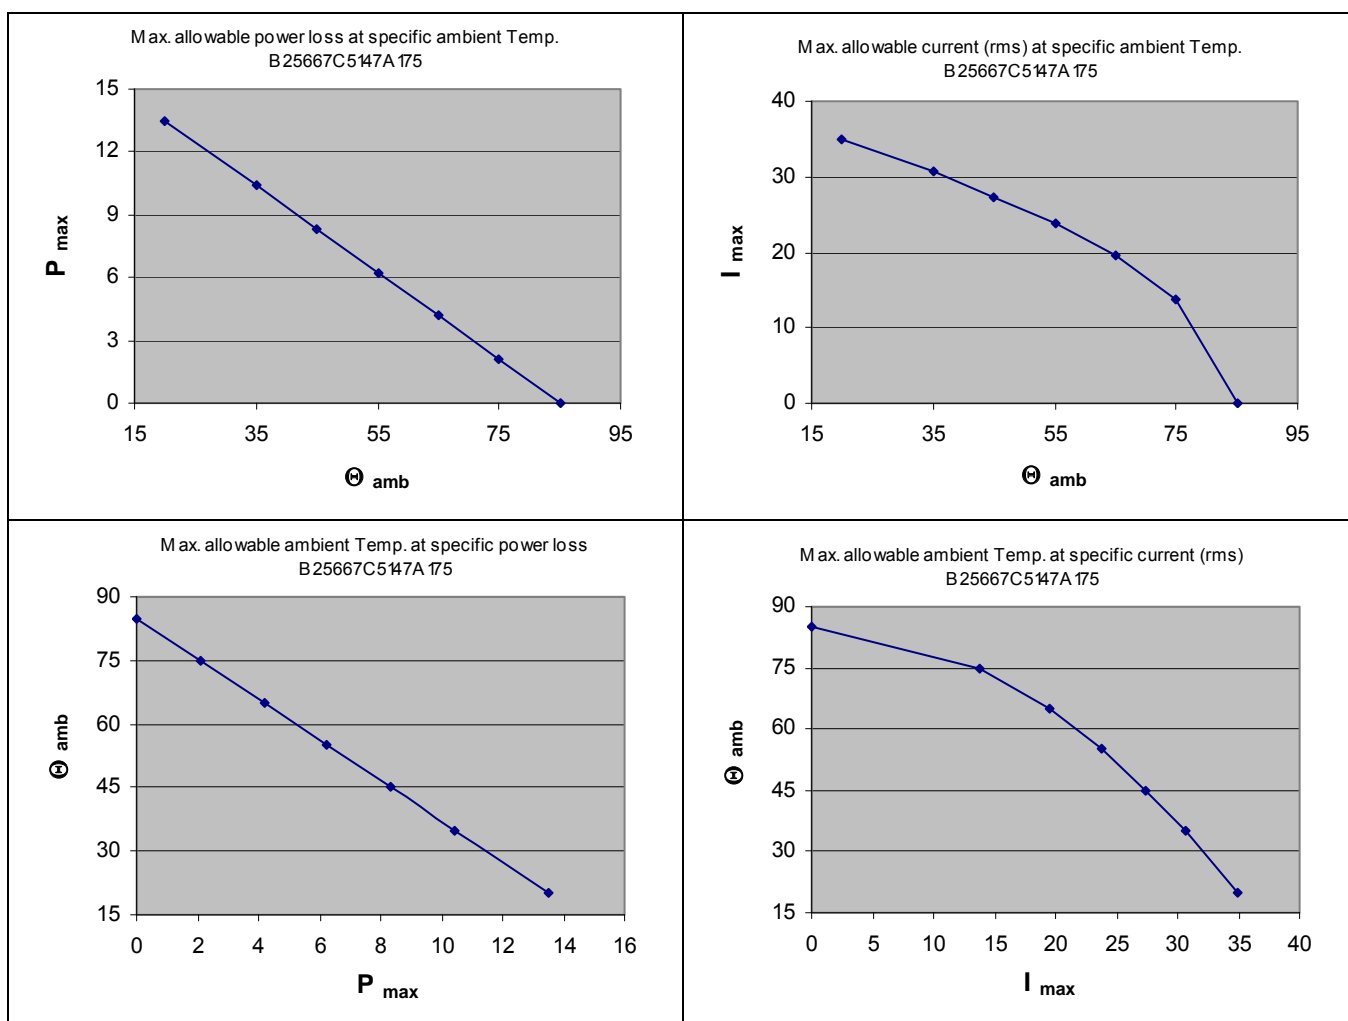 Max. allowable power loss at specific ambient Temp.
B25667C5147A175
15
12
9
6
3
0
P max
15 35 55 75 95
Θ amb
Max. allowable current (rms) at specific ambient Temp.
B25667C5147A175
40
30
20
10
0
I max
15 35 55 75 95
Θ amb
Max. allowable ambient Temp. at specific power loss
B25667C5147A175
90
75
60
45
30
15
Θ amb
0 2 4 6 8 10 12 14 16
P max
Max. allowable ambient Temp. at specific current (rms)
B25667C5147A175
90
75
60
45
30
15
Θ amb
0 5 10 15 20 25 30 35 40
I max